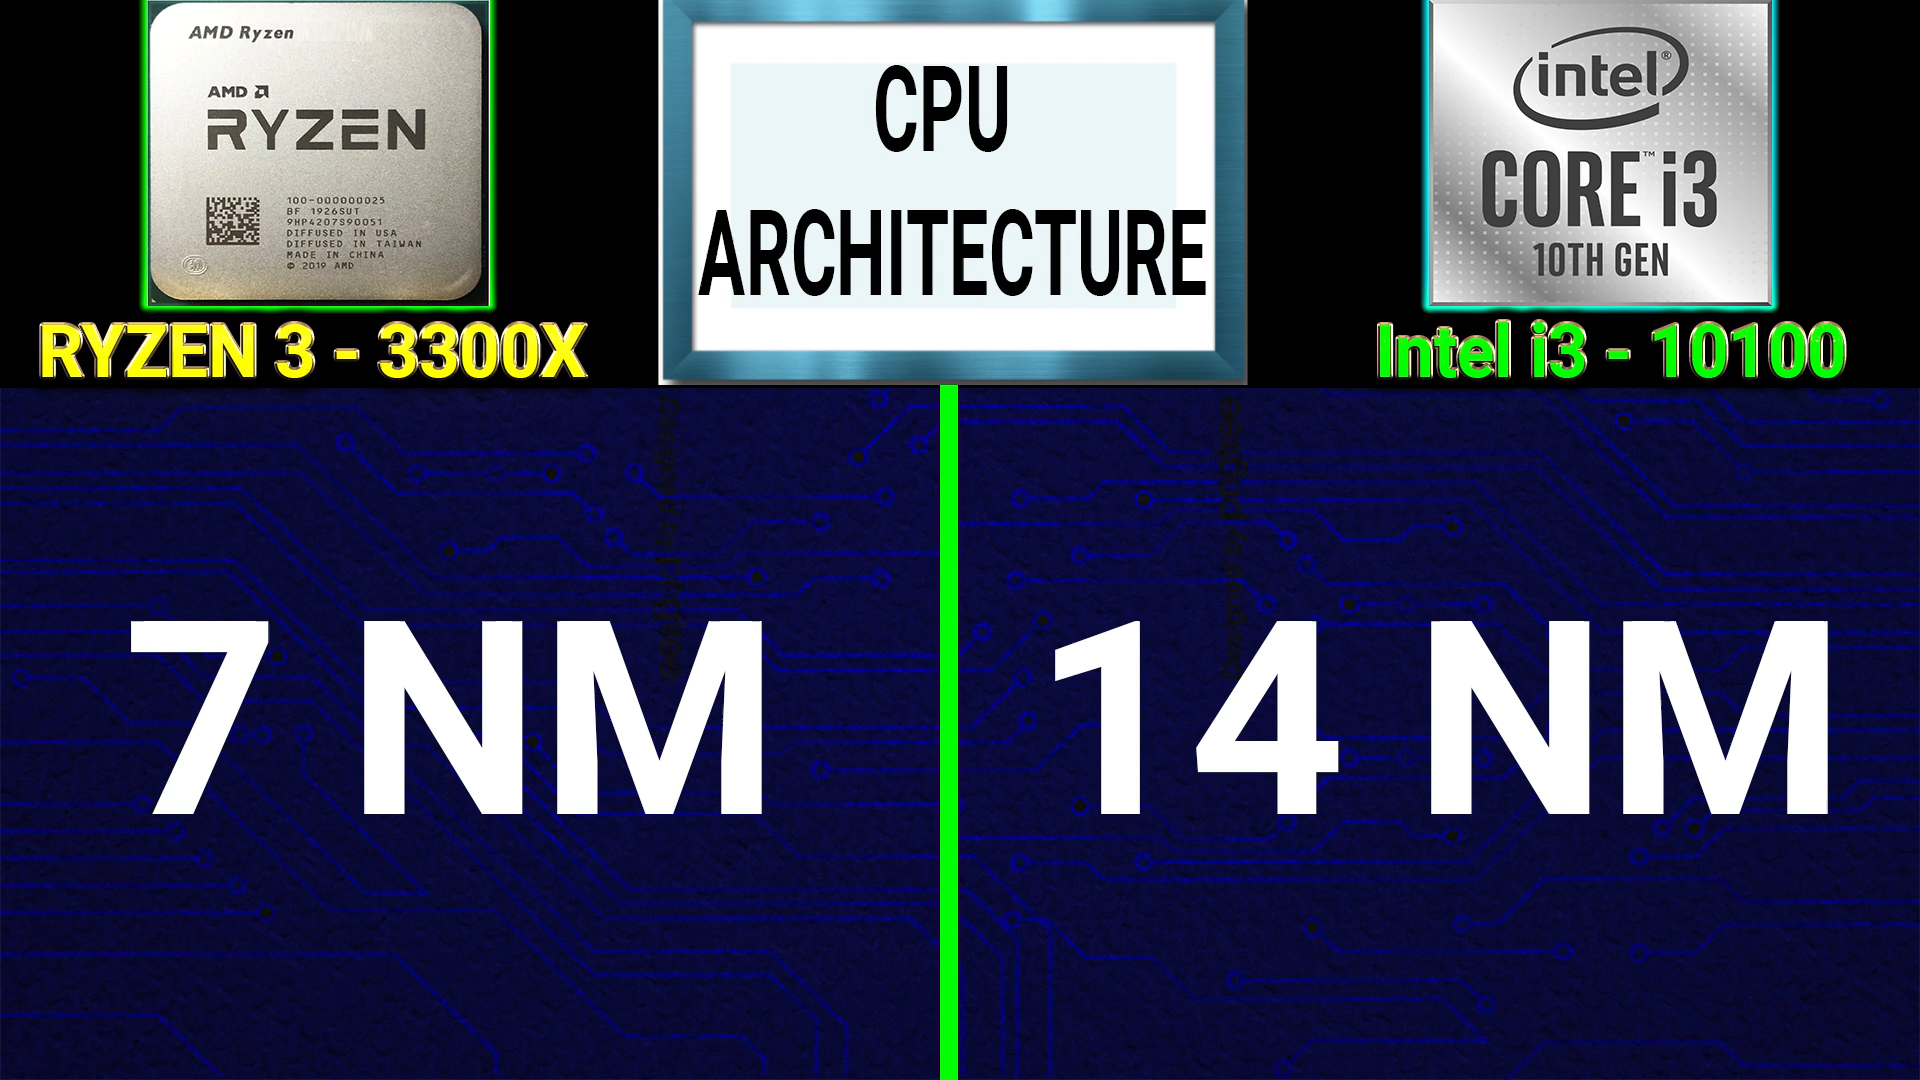 AMD Ryzen
AMD
RYZEN
100-000000025
BF 1926SUT
9HP4207S90051
DIFFUSED IN USA
DIFFUSED IN TAIWAN
MADE IN CHINA
© 2019 AMD
RYZEN 3 - 3300X
CPU
ARCHITECTURE
intel®
CORE™ i3
10TH GEN
Intel i3 - 10100
7 NM
14 NM